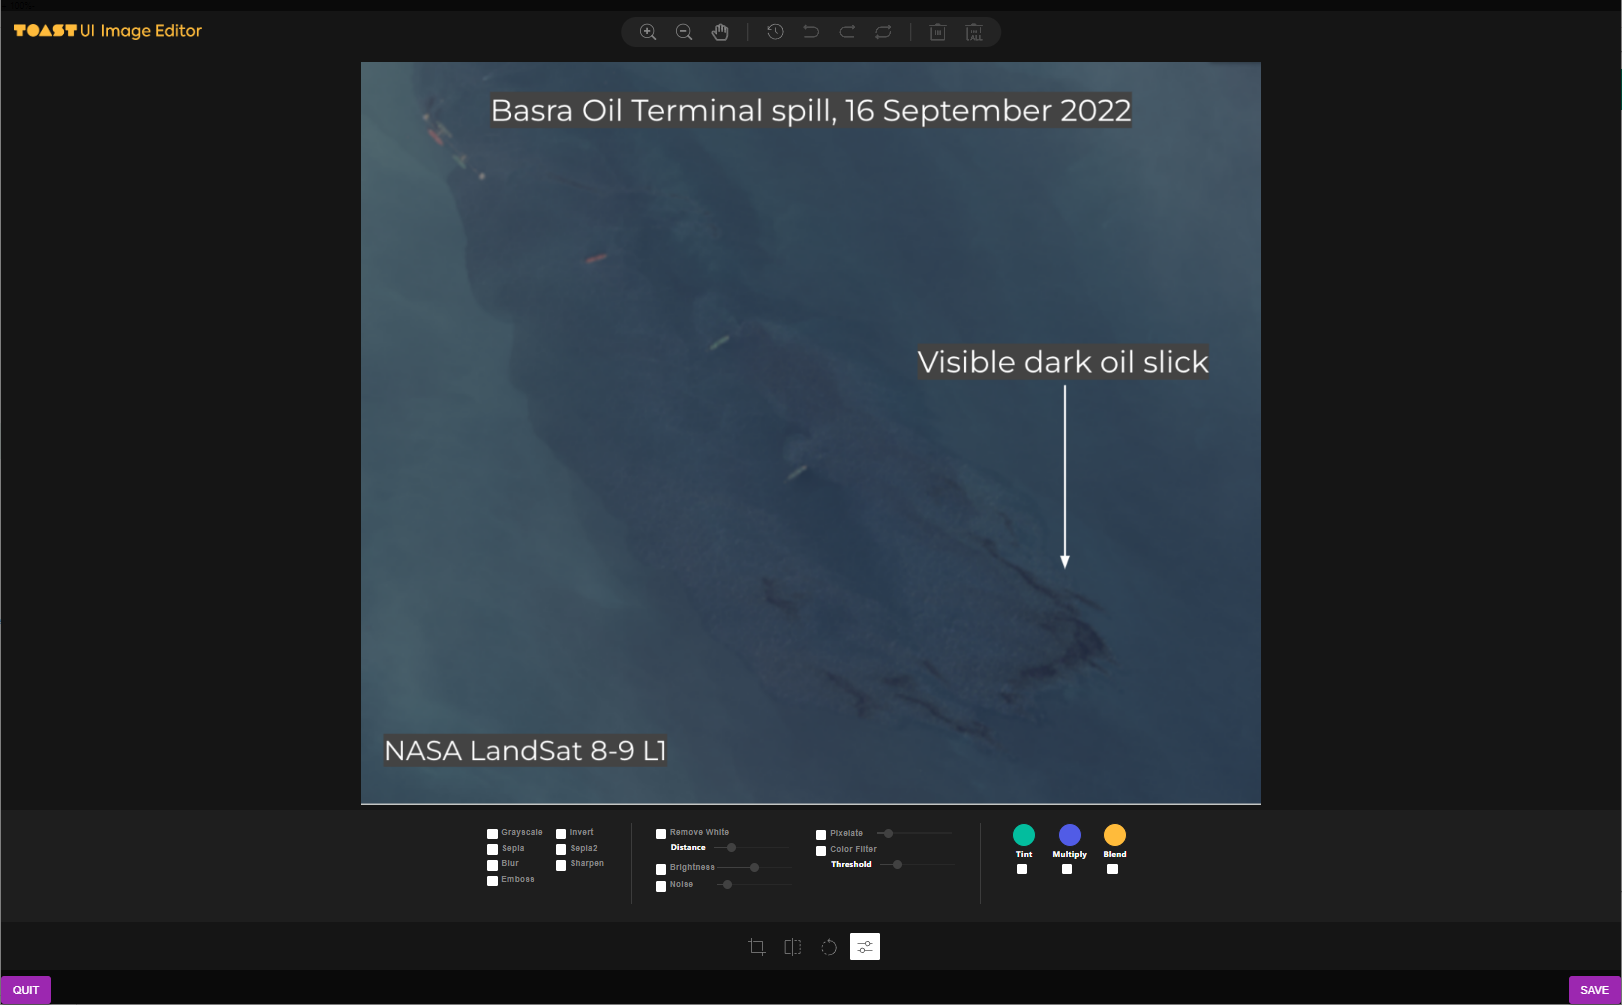 TOAST UI Image Editor
ALL
Basra Oil Terminal spill, 16 September 2022
Visible dark oil slick
NASA LandSat 8-9 L1
Grayscale
Invert
Sepia
Sepia2
Blur
Sharpen
Emboss
Remove White
Distance
Brightness
Noise
Pixelate
Color Filter
Threshold
Tint
Multiply
Blend
QUIT
SAVE